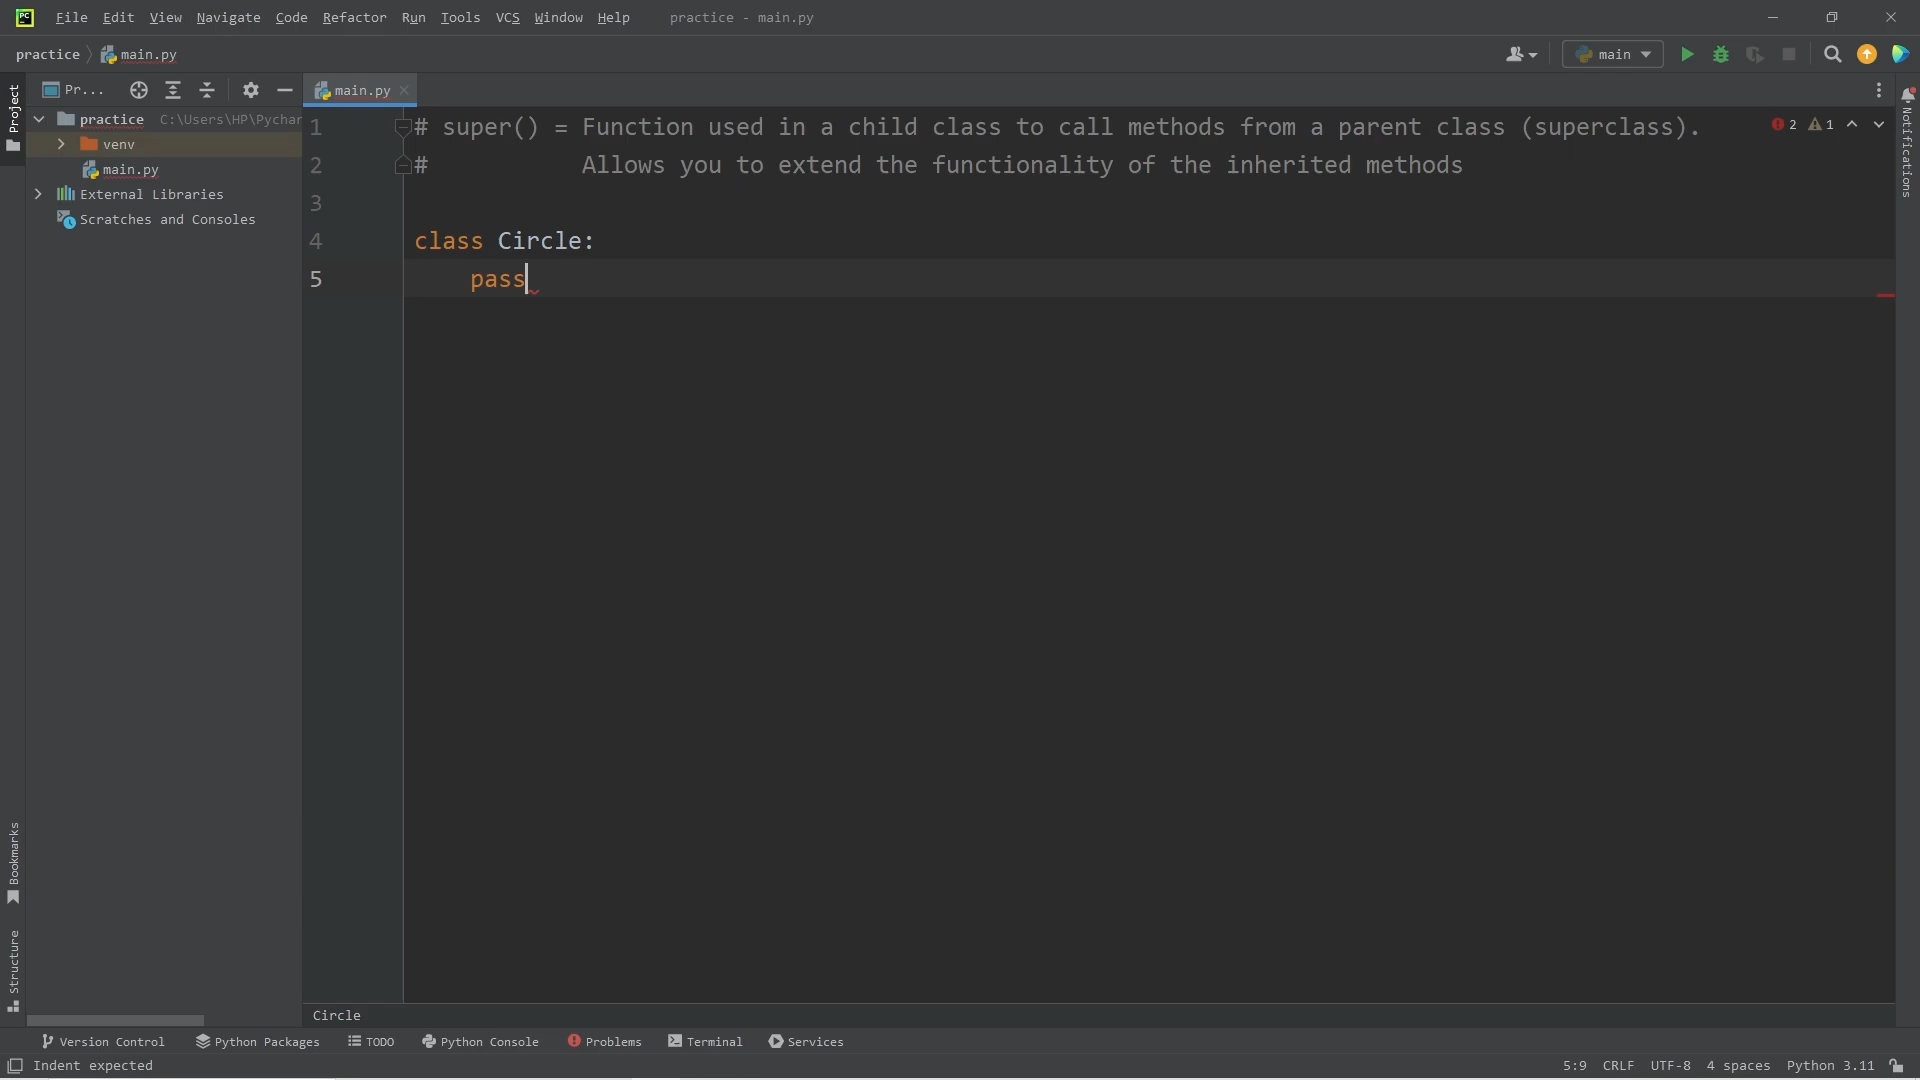 File Edit View Navigate Code Refactor Run Tools VCS Window Help practice - main.py
practice main.py main
Project
Pr... main.py
practice C:\Users\HP\Pychar
venv
main.py
External Libraries
Scratches and Consoles
1 # super() = Function used in a child class to call methods from a parent class (superclass). 2 1
2 # Allows you to extend the functionality of the inherited methods
3
4 class Circle:
5 pass
Notifications
Bookmarks
Structure
Circle
Version Control Python Packages TODO Python Console Problems Terminal Services
Indent expected 5:9 CRLF UTF-8 4 spaces Python 3.11